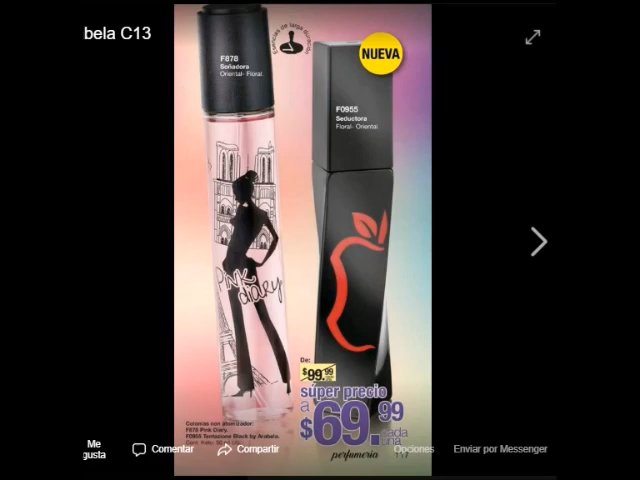 bela C13
Esencias de larga duración
NUEVA
F878
Soñadora
Oriental- Floral.
F0955
Seductora
Floral- Oriental.
PiNK
diary
De:
$99.99
súper precio
a $69.99
cada
una
Colonias con atomizador:
F878 Pink Diary.
F0955 Tentazione Black by Arabela.
perfumería
117
Me
gusta
Comentar
Compartir
Opciones
Enviar por Messenger